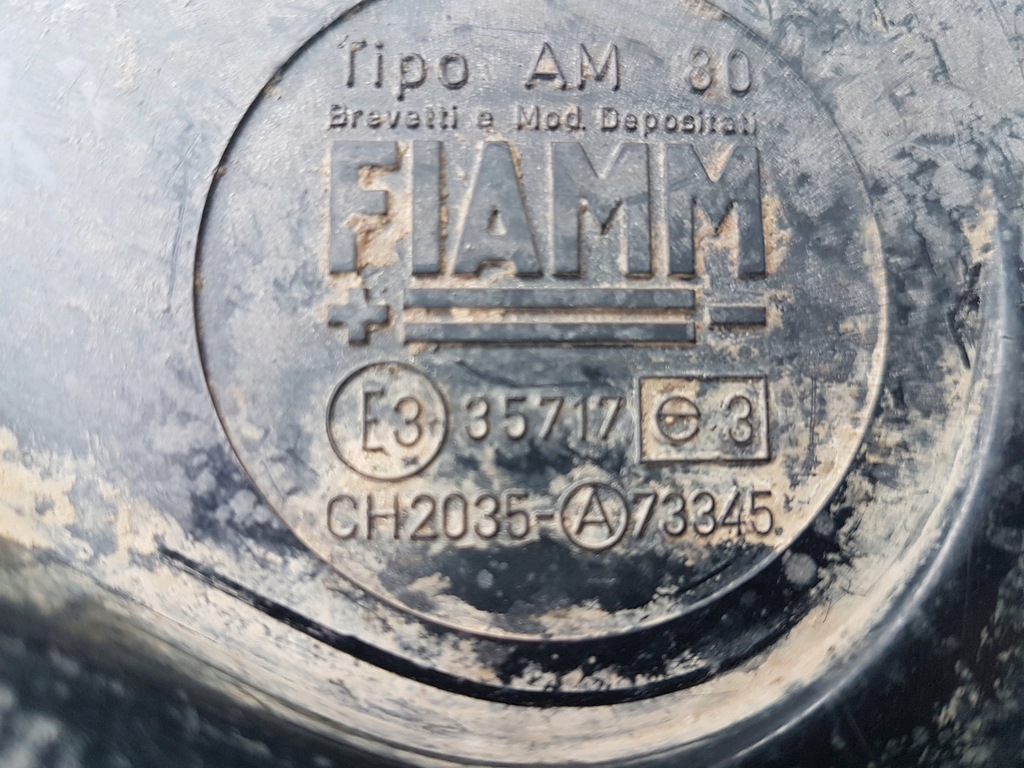 Tipo AM 80
Brevetti e Mod. Depositati
FIAMM
+ -
E3 35717 3
CH2035-A73345.